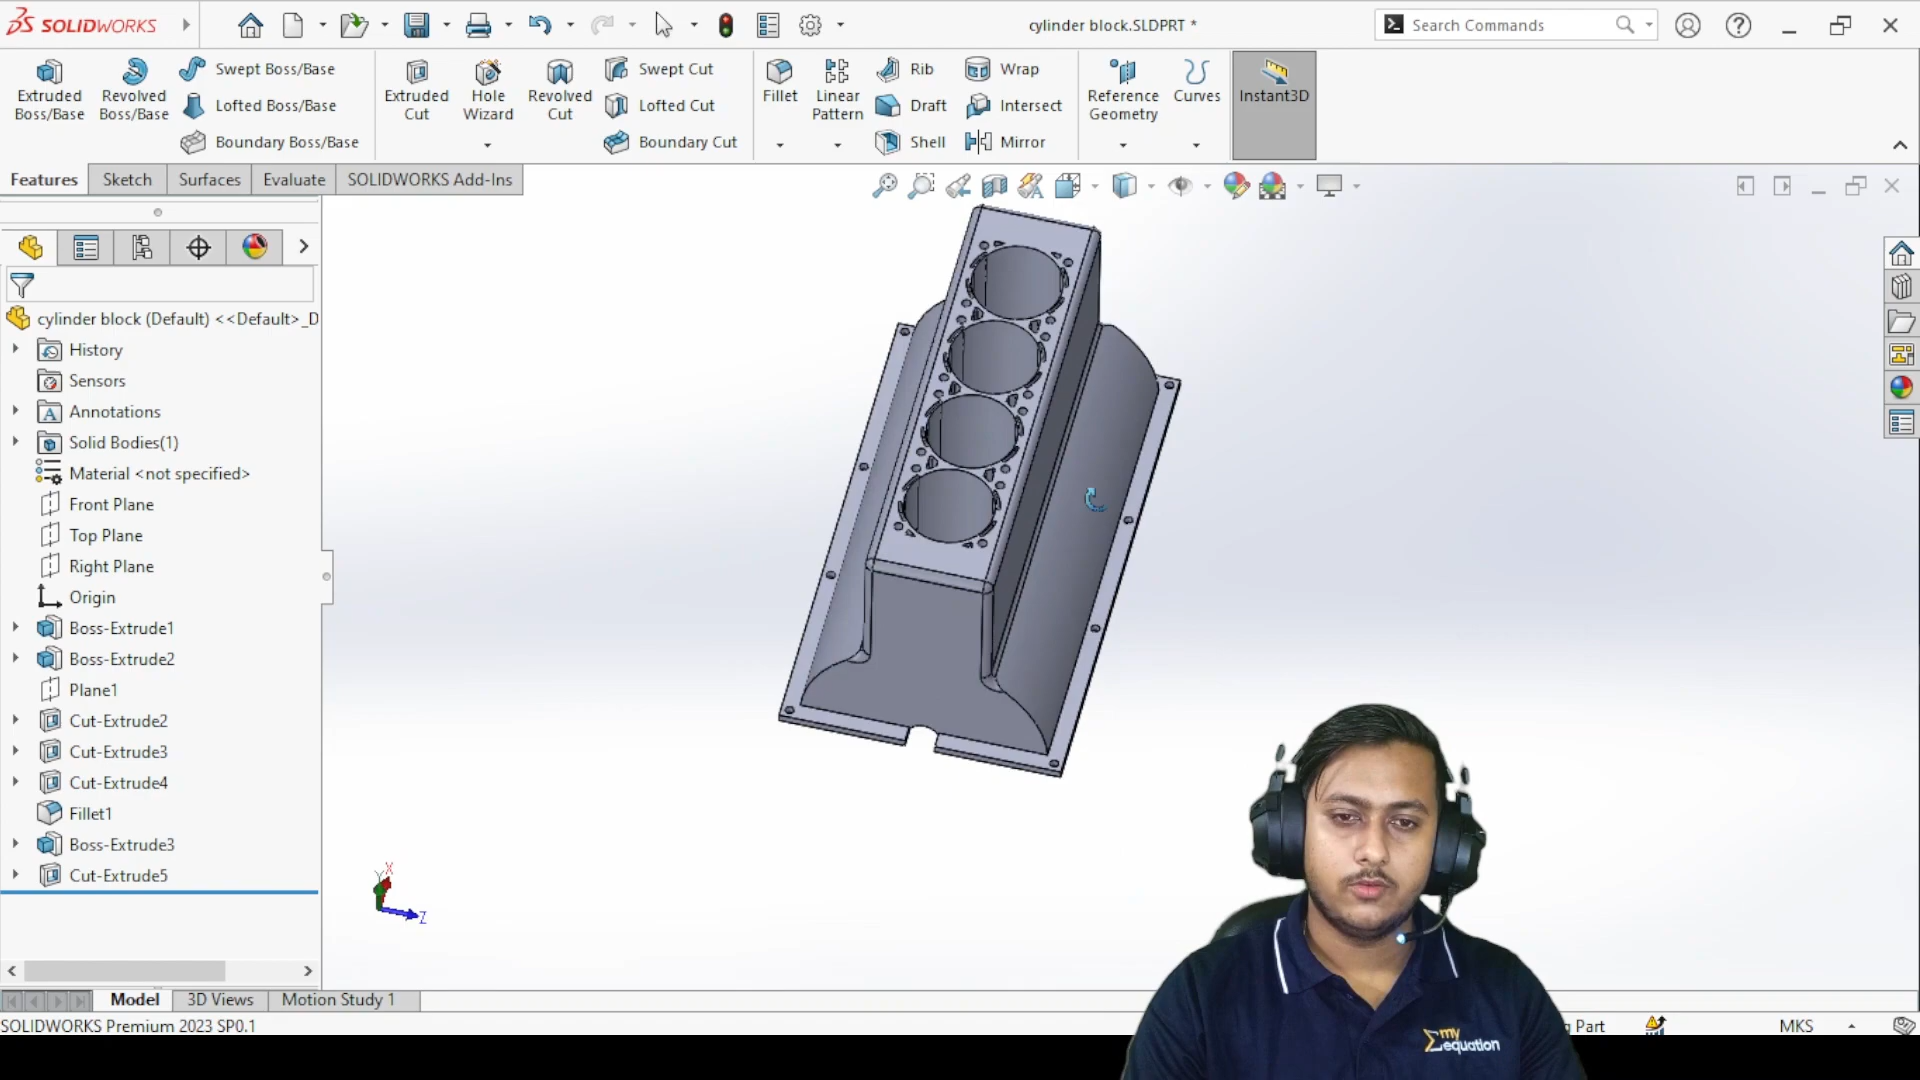 SOLIDWORKS
cylinder block.SLDPRT *
Search Commands
Extruded Boss/Base
Revolved Boss/Base
Swept Boss/Base
Lofted Boss/Base
Boundary Boss/Base
Extruded Cut
Hole Wizard
Revolved Cut
Swept Cut
Lofted Cut
Boundary Cut
Fillet
Linear Pattern
Rib
Draft
Shell
Wrap
Intersect
Mirror
Reference Geometry
Curves
Instant3D
Features
Sketch
Surfaces
Evaluate
SOLIDWORKS Add-Ins
cylinder block (Default) <<Default>_D
History
Sensors
Annotations
Solid Bodies(1)
Material <not specified>
Front Plane
Top Plane
Right Plane
Origin
Boss-Extrude1
Boss-Extrude2
Plane1
Cut-Extrude2
Cut-Extrude3
Cut-Extrude4
Fillet1
Boss-Extrude3
Cut-Extrude5
X
Y
Z
Model
3D Views
Motion Study 1
SOLIDWORKS Premium 2023 SP0.1
g Part
MKS
my
equation